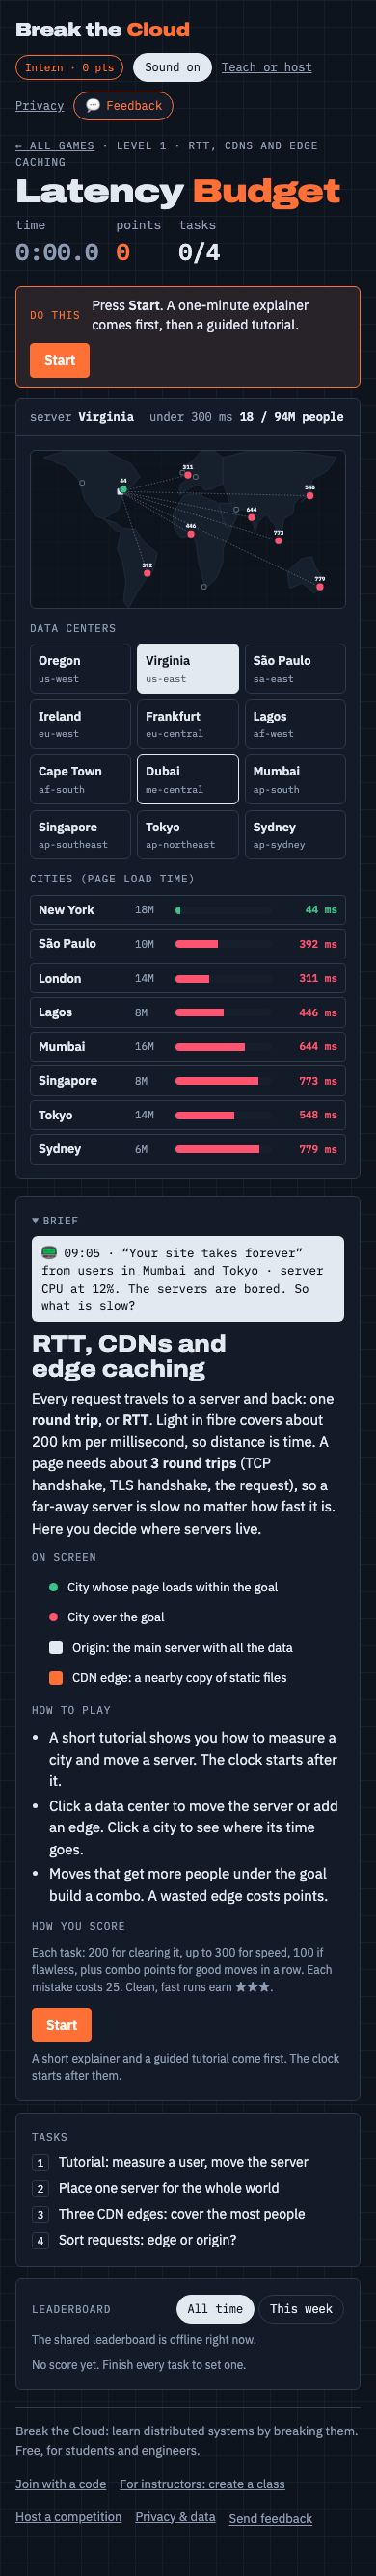 Break the Cloud
Intern · 0 pts
Sound on
Teach or host
Privacy
💬 Feedback
← ALL GAMES · LEVEL 1 · RTT, CDNS AND EDGE
CACHING
Latency Budget
time points tasks
0:00.0 0 0/4
DO THIS
Press Start. A one-minute explainer
comes first, then a guided tutorial.
Start
server Virginia under 300 ms 18 / 94M people
44
311
548
644
446
773
392
779
DATA CENTERS
Oregon
us-west
Virginia
us-east
São Paulo
sa-east
Ireland
eu-west
Frankfurt
eu-central
Lagos
af-west
Cape Town
af-south
Dubai
me-central
Mumbai
ap-south
Singapore
ap-southeast
Tokyo
ap-northeast
Sydney
ap-sydney
CITIES (PAGE LOAD TIME)
New York 18M 44 ms
São Paulo 10M 392 ms
London 14M 311 ms
Lagos 8M 446 ms
Mumbai 16M 644 ms
Singapore 8M 773 ms
Tokyo 14M 548 ms
Sydney 6M 779 ms
▼ BRIEF
📟 09:05 · “Your site takes forever”
from users in Mumbai and Tokyo · server
CPU at 12%. The servers are bored. So
what is slow?
RTT, CDNs and
edge caching
Every request travels to a server and back: one
round trip, or RTT. Light in fibre covers about
200 km per millisecond, so distance is time. A
page needs about 3 round trips (TCP
handshake, TLS handshake, the request), so a
far-away server is slow no matter how fast it is.
Here you decide where servers live.
ON SCREEN
City whose page loads within the goal
City over the goal
Origin: the main server with all the data
CDN edge: a nearby copy of static files
HOW TO PLAY
• A short tutorial shows you how to measure a
city and move a server. The clock starts after
it.
• Click a data center to move the server or add
an edge. Click a city to see where its time
goes.
• Moves that get more people under the goal
build a combo. A wasted edge costs points.
HOW YOU SCORE
Each task: 200 for clearing it, up to 300 for speed, 100 if
flawless, plus combo points for good moves in a row. Each
mistake costs 25. Clean, fast runs earn ★★★.
Start
A short explainer and a guided tutorial come first. The clock
starts after them.
TASKS
1 Tutorial: measure a user, move the server
2 Place one server for the whole world
3 Three CDN edges: cover the most people
4 Sort requests: edge or origin?
LEADERBOARD
All time
This week
The shared leaderboard is offline right now.
No score yet. Finish every task to set one.
Break the Cloud: learn distributed systems by breaking them.
Free, for students and engineers.
Join with a code For instructors: create a class
Host a competition Privacy & data Send feedback